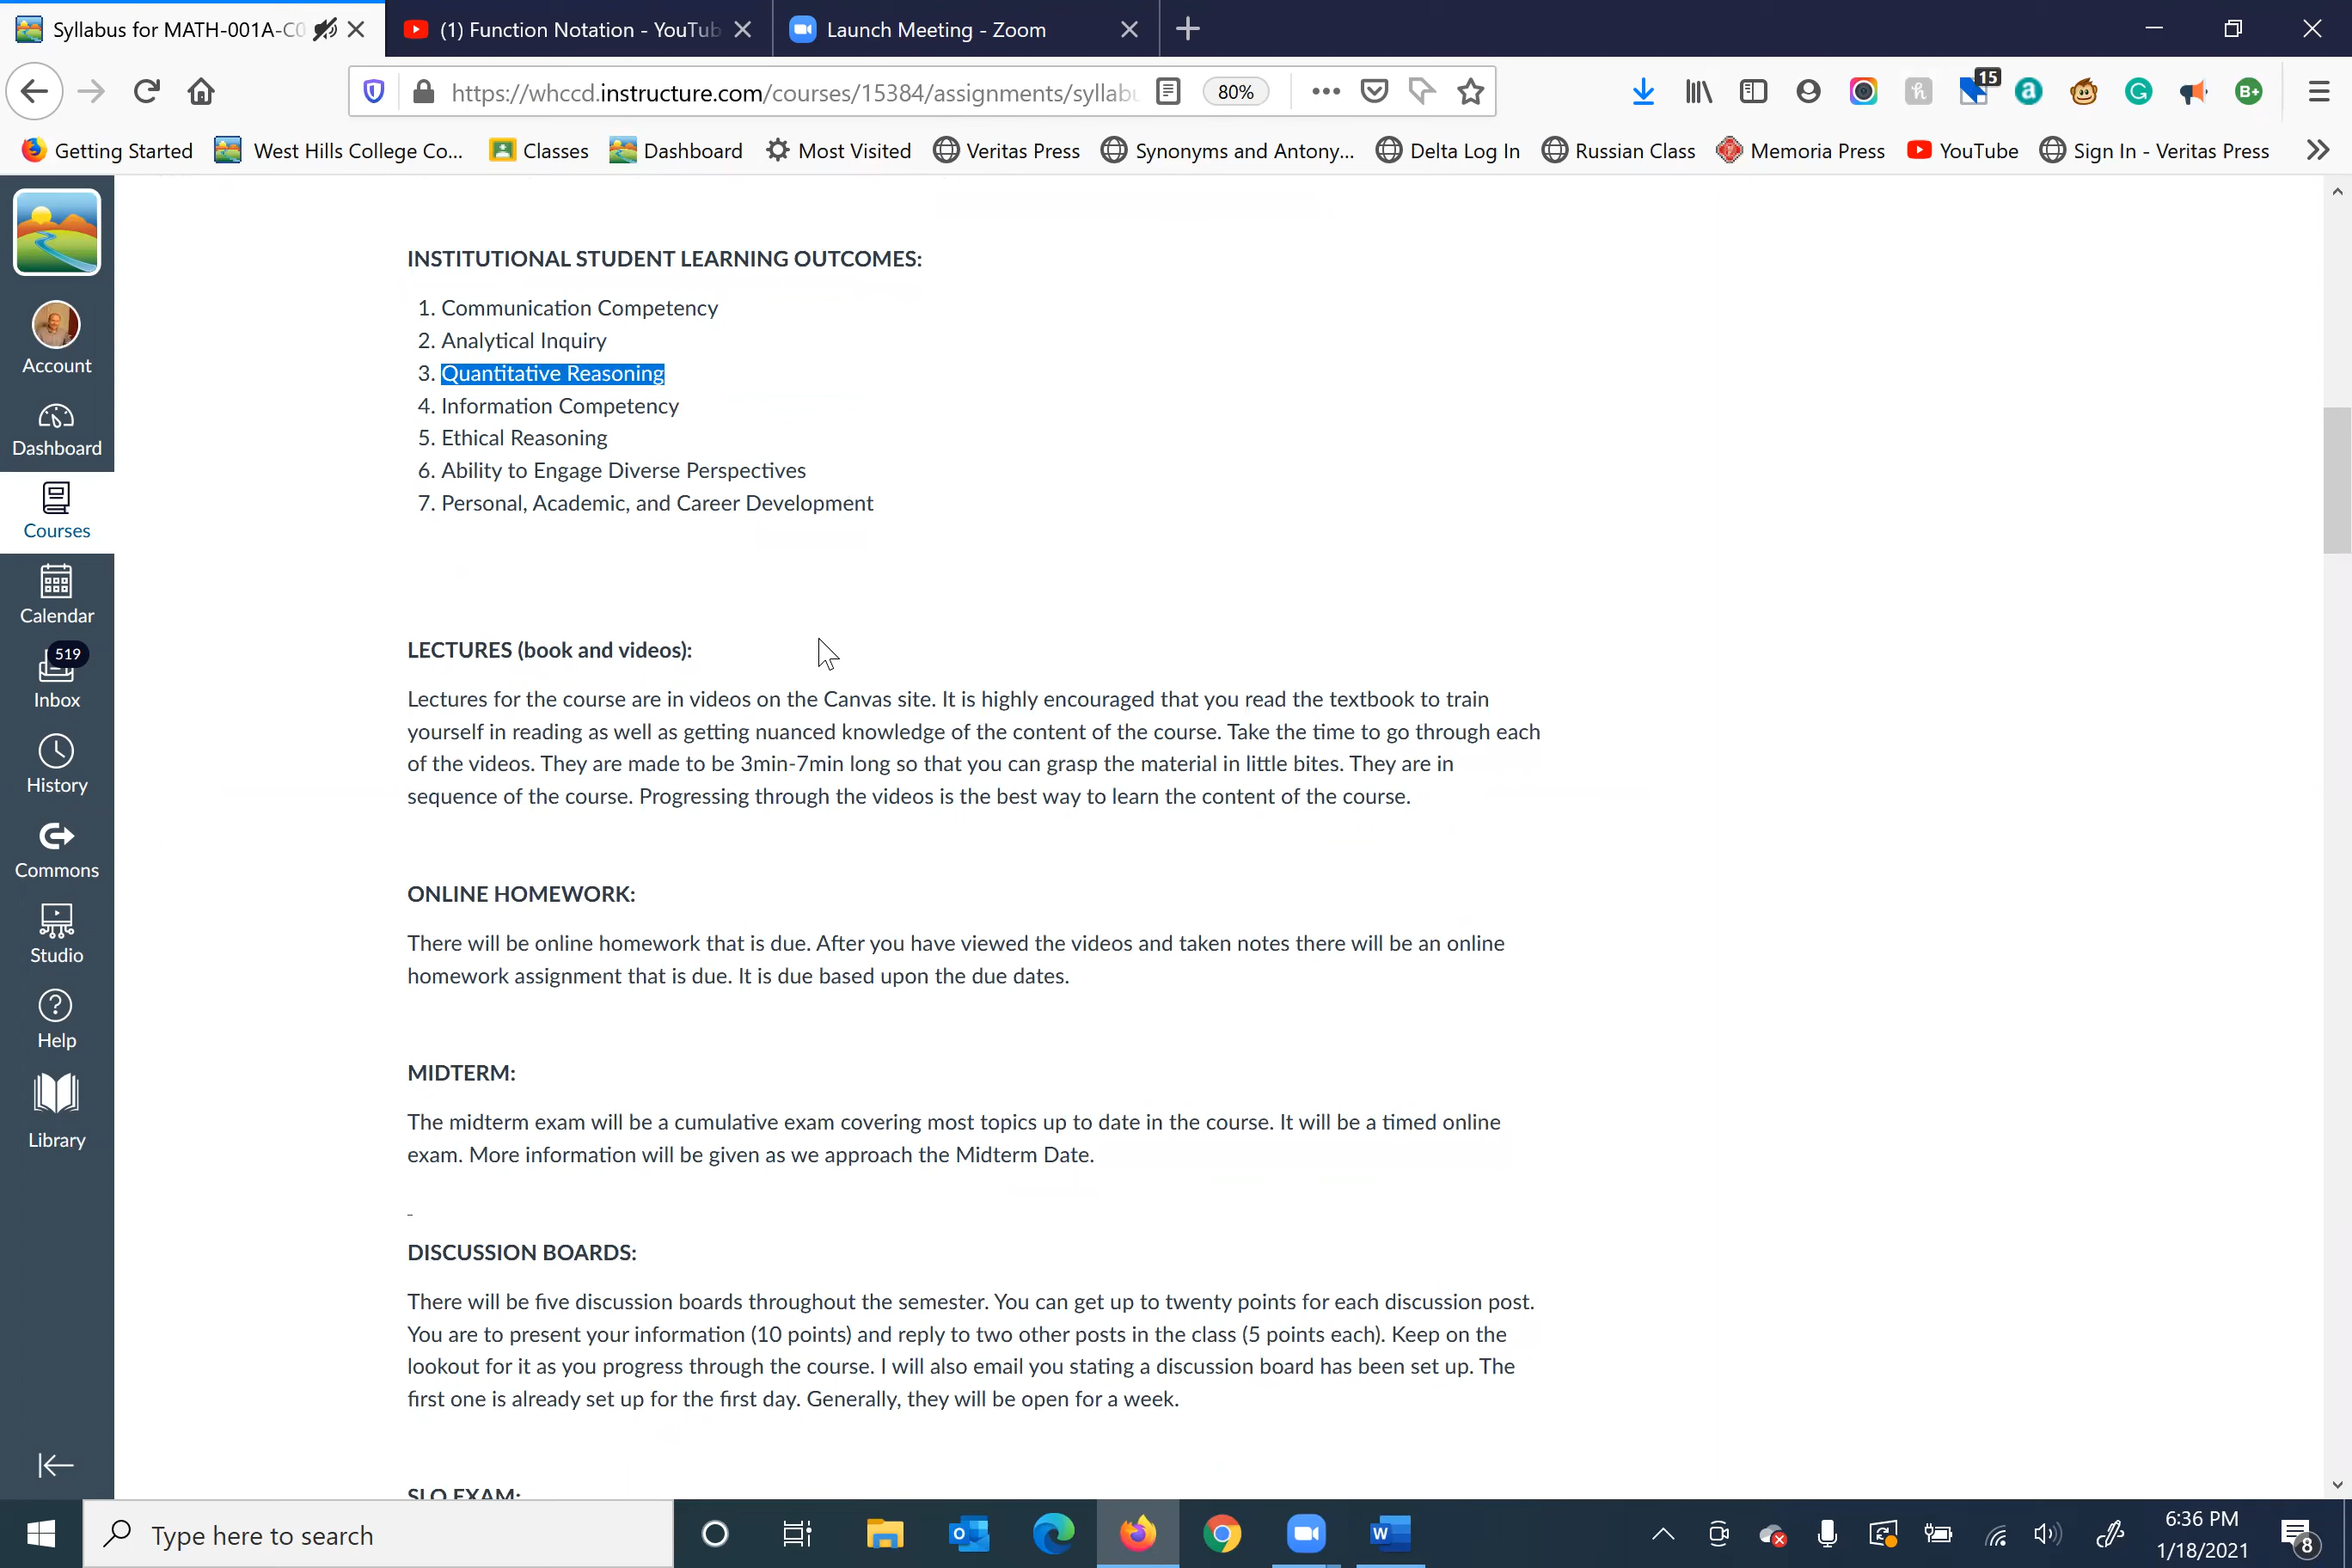 Syllabus for MATH-001A-C0
(1) Function Notation - YouTub
Launch Meeting - Zoom
https://whccd.instructure.com/courses/15384/assignments/syllabu
80%
15
a
h
G
B+
Getting Started
West Hills College Co...
Classes
Dashboard
Most Visited
Veritas Press
Synonyms and Antony...
Delta Log In
Russian Class
Memoria Press
YouTube
Sign In - Veritas Press
Account
Dashboard
Courses
Calendar
519
Inbox
History
Commons
Studio
Help
Library
INSTITUTIONAL STUDENT LEARNING OUTCOMES:
1. Communication Competency
2. Analytical Inquiry
3. Quantitative Reasoning
4. Information Competency
5. Ethical Reasoning
6. Ability to Engage Diverse Perspectives
7. Personal, Academic, and Career Development
LECTURES (book and videos):
Lectures for the course are in videos on the Canvas site. It is highly encouraged that you read the textbook to train
yourself in reading as well as getting nuanced knowledge of the content of the course. Take the time to go through each
of the videos. They are made to be 3min-7min long so that you can grasp the material in little bites. They are in
sequence of the course. Progressing through the videos is the best way to learn the content of the course.
ONLINE HOMEWORK:
There will be online homework that is due. After you have viewed the videos and taken notes there will be an online
homework assignment that is due. It is due based upon the due dates.
MIDTERM:
The midterm exam will be a cumulative exam covering most topics up to date in the course. It will be a timed online
exam. More information will be given as we approach the Midterm Date.
-
DISCUSSION BOARDS:
There will be five discussion boards throughout the semester. You can get up to twenty points for each discussion post.
You are to present your information (10 points) and reply to two other posts in the class (5 points each). Keep on the
lookout for it as you progress through the course. I will also email you stating a discussion board has been set up. The
first one is already set up for the first day. Generally, they will be open for a week.
SLO EXAM:
Type here to search
6:36 PM
1/18/2021
8